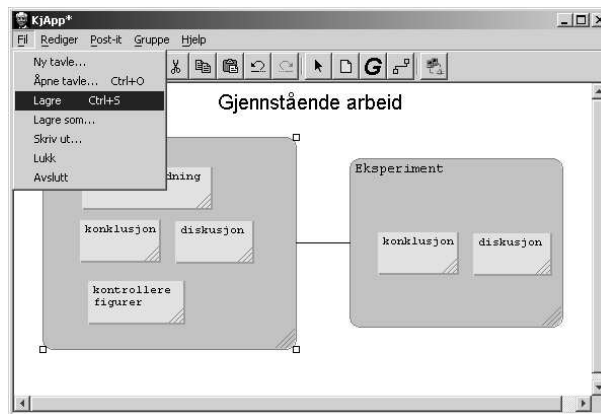 KjApp*
Fil Rediger Post-it Gruppe Hjelp
Ny tavle...
Åpne tavle... Ctrl+O
Lagre Ctrl+S
Lagre som...
Skriv ut...
Lukk
Avslutt
G
Gjennstående arbeid
dning
konklusjon diskusjon
kontrollere
figurer
Eksperiment
konklusjon diskusjon